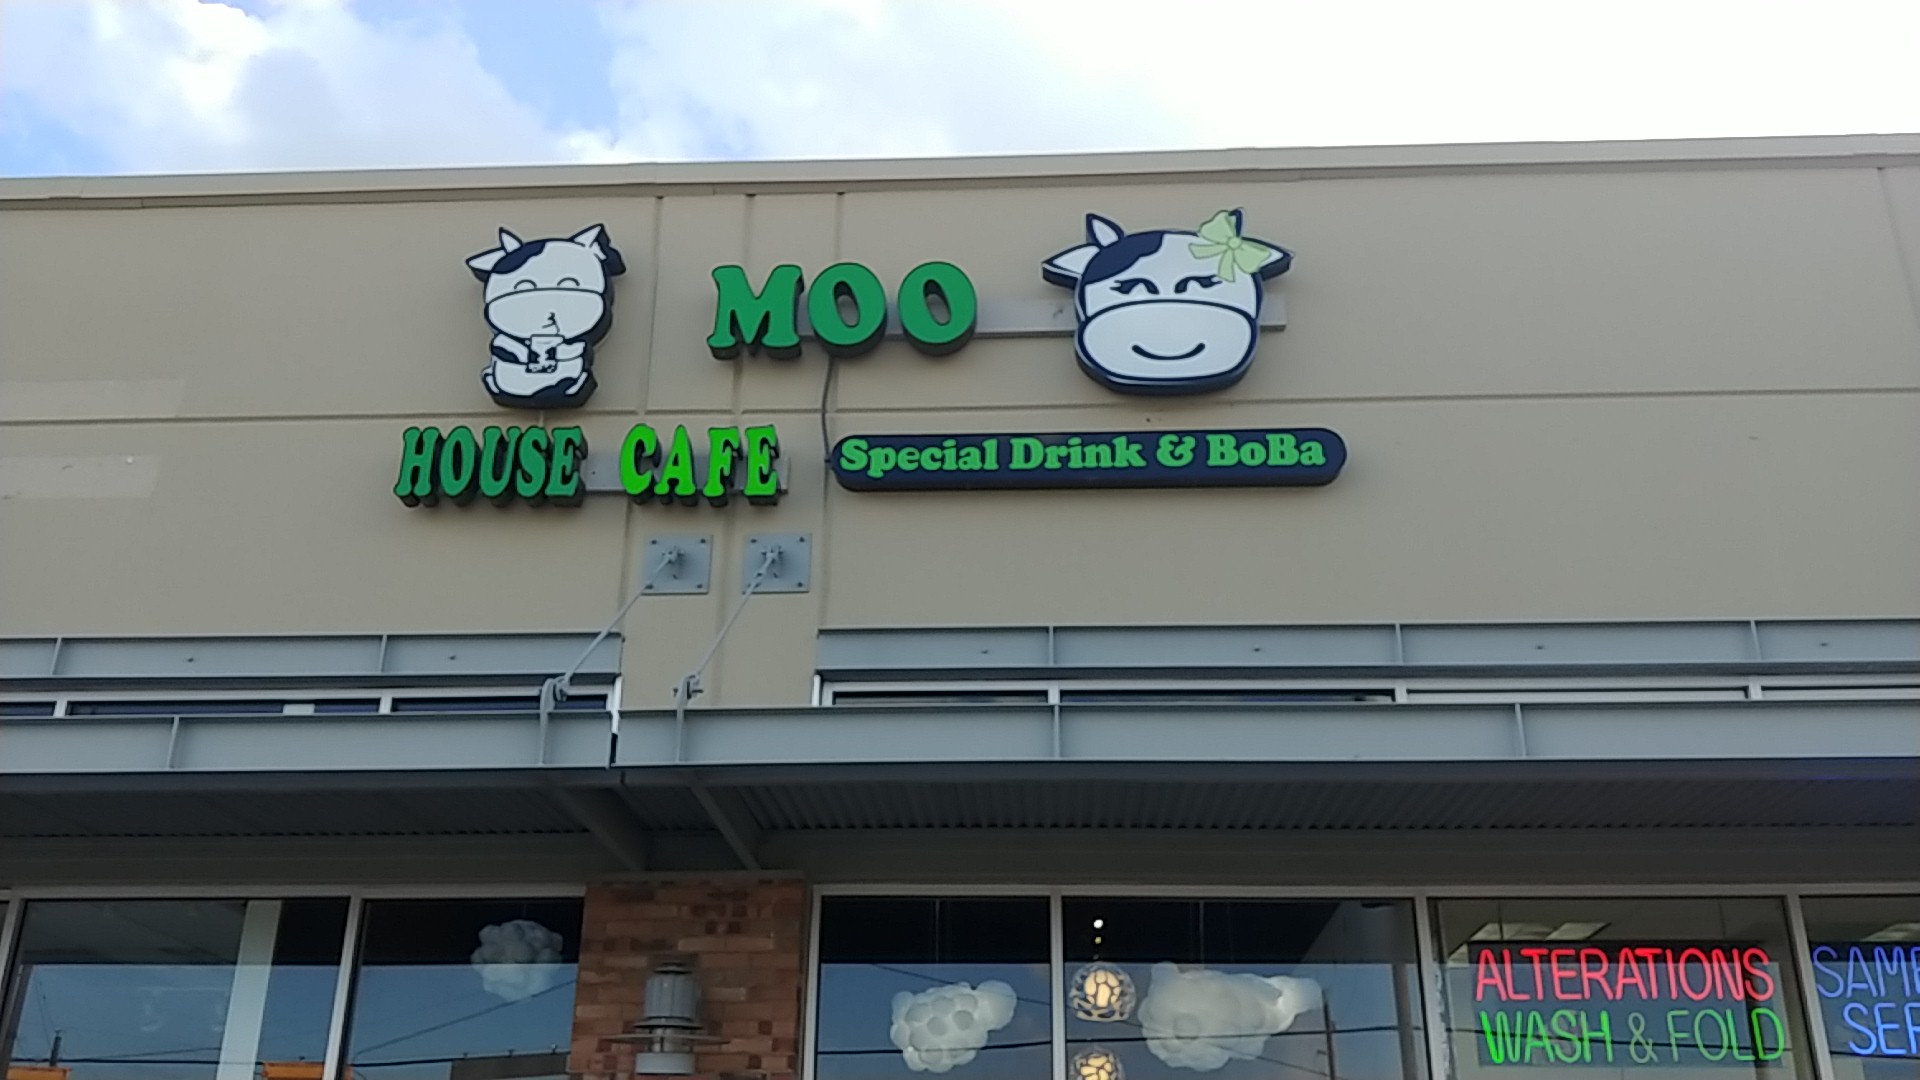 MOO
HOUSE CAFE
Special Drink & BoBa
ALTERATIONS
WASH & FOLD